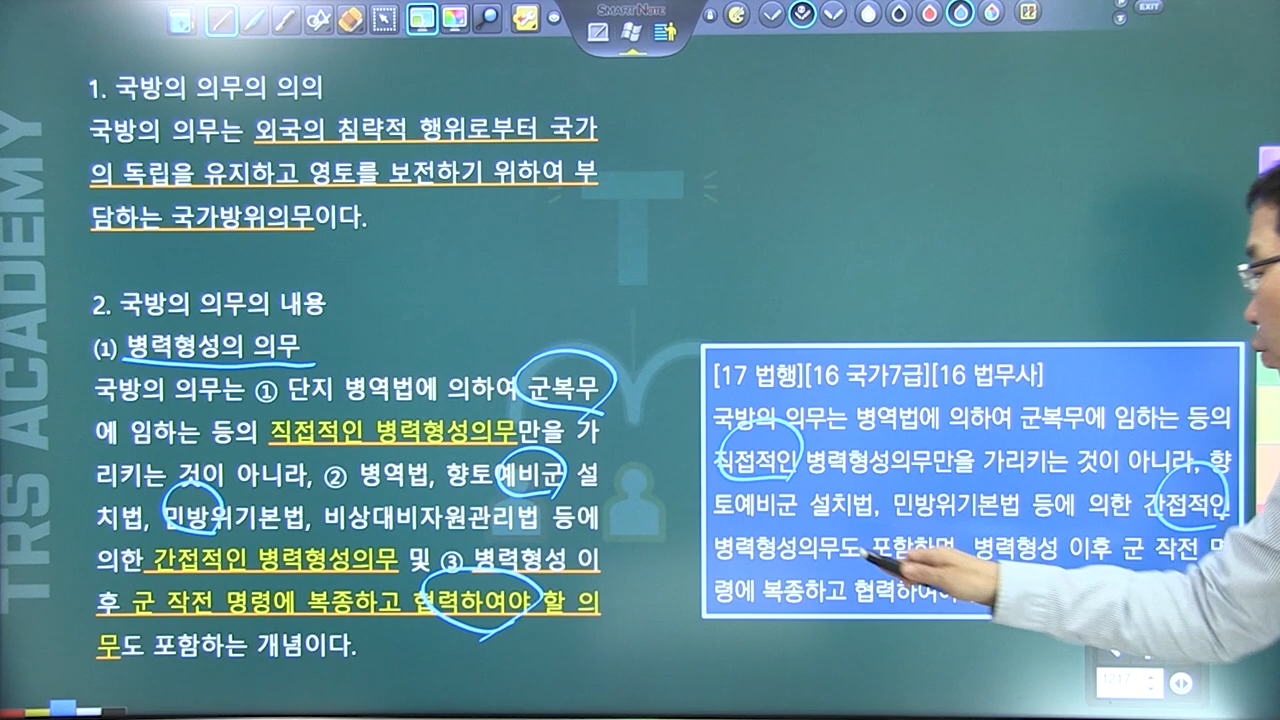 SMART NOTE
EXIT
TRS ACADEMY
1. 국방의 의무의 의의
국방의 의무는 외국의 침략적 행위로부터 국가
의 독립을 유지하고 영토를 보전하기 위하여 부
담하는 국가방위의무이다.
2. 국방의 의무의 내용
(1) 병력형성의 의무
국방의 의무는 ① 단지 병역법에 의하여 군복무
에 임하는 등의 직접적인 병력형성의무만을 가
리키는 것이 아니라, ② 병역법, 향토예비군 설
치법, 민방위기본법, 비상대비자원관리법 등에
의한 간접적인 병력형성의무 및 ③ 병력형성 이
후 군 작전 명령에 복종하고 협력하여야 할 의
무도 포함하는 개념이다.
[17 법행][16 국가7급][16 법무사]
국방의 의무는 병역법에 의하여 군복무에 임하는 등의
직접적인 병력형성의무만을 가리키는 것이 아니라, 향
토예비군 설치법, 민방위기본법 등에 의한 간접적인
병력형성의무도 포함하며, 병력형성 이후 군 작전 명
령에 복종하고 협력하여야
1217